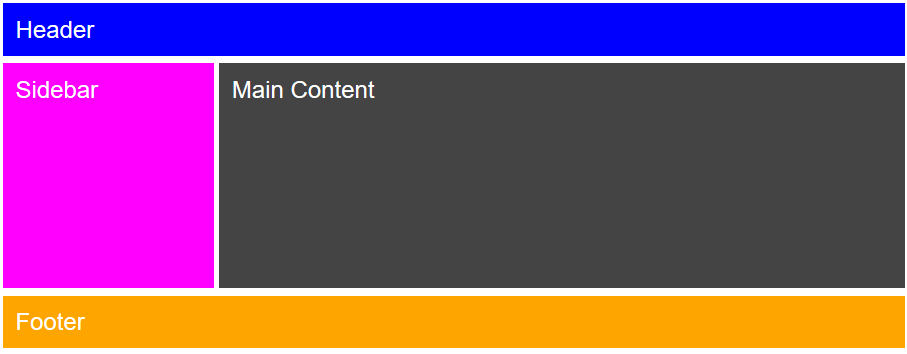 Header
Sidebar
Main Content
Footer